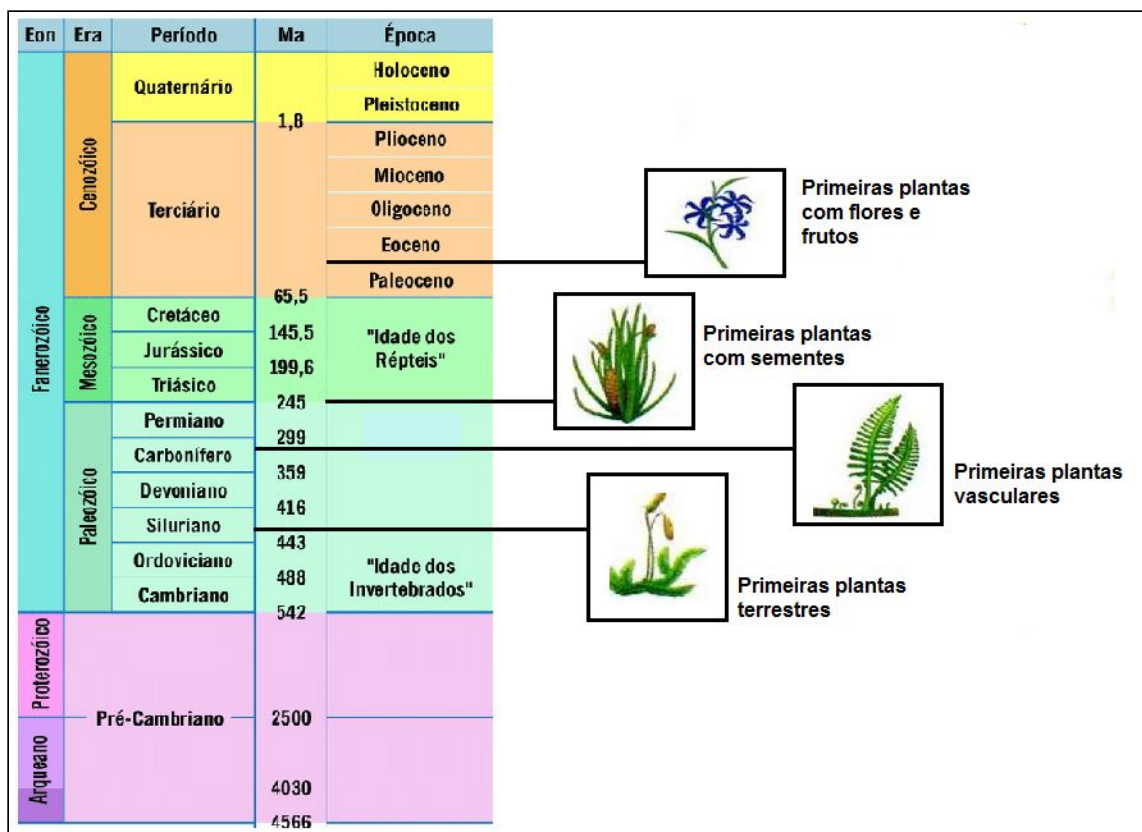 Eon Era Período Ma Época
Fanerozóico
Cenozóico
Quaternário
Holoceno
Pleistoceno
1,8
Terciário
Plioceno
Mioceno
Oligoceno
Eoceno
Paleoceno
65,5
Mesozóico
Cretáceo
145,5
Jurássico
199,6
Triásico
245
"Idade dos
Répteis"
Paleozóico
Permiano
299
Carbonífero
359
Devoniano
416
Siluriano
443
Ordoviciano
488
Cambriano
542
"Idade dos
Invertebrados"
Proterozóico
Arqueano
Pré-Cambriano
2500
4030
4566
Primeiras plantas
com flores e
frutos
Primeiras plantas
com sementes
Primeiras plantas
vasculares
Primeiras plantas
terrestres